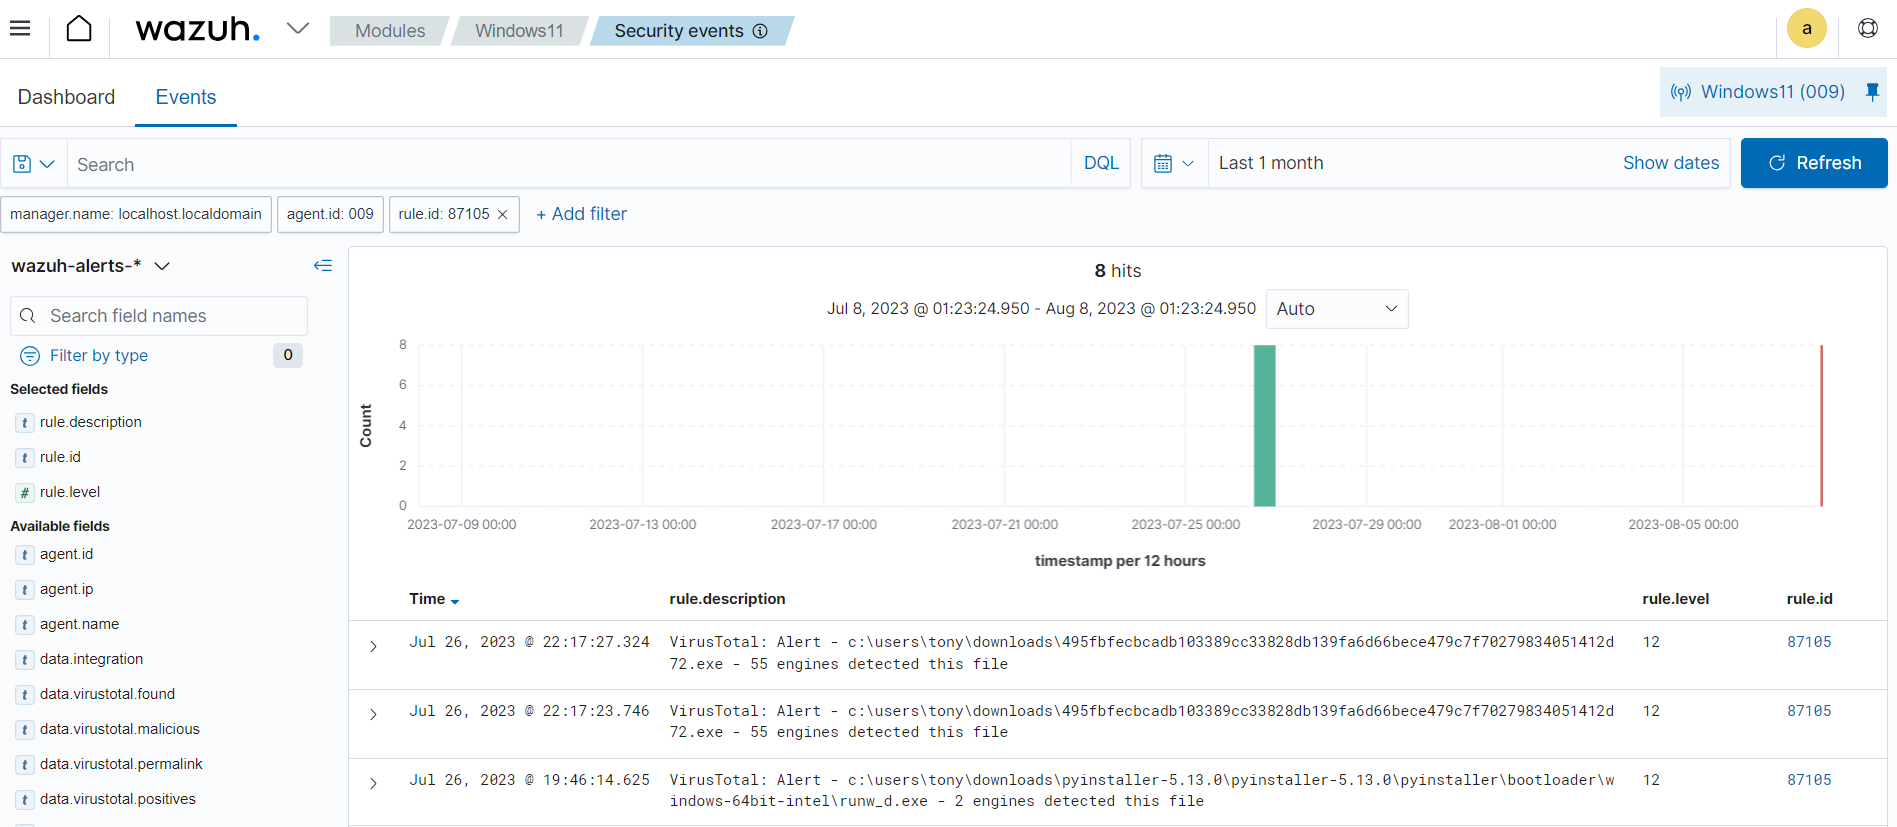 wazuh.
Modules
Windows11
Security events
a
Dashboard
Events
Windows11 (009)
Search
DQL
Last 1 month
Show dates
Refresh
manager.name: localhost.localdomain
agent.id: 009
rule.id: 87105
+ Add filter
wazuh-alerts-*
Search field names
Filter by type
0
Selected fields
t rule.description
t rule.id
# rule.level
Available fields
t agent.id
t agent.ip
t agent.name
t data.integration
t data.virustotal.found
t data.virustotal.malicious
t data.virustotal.permalink
t data.virustotal.positives
8 hits
Jul 8, 2023 @ 01:23:24.950 - Aug 8, 2023 @ 01:23:24.950
Auto
Count
8
6
4
2
0
2023-07-09 00:00
2023-07-13 00:00
2023-07-17 00:00
2023-07-21 00:00
2023-07-25 00:00
2023-07-29 00:00
2023-08-01 00:00
2023-08-05 00:00
timestamp per 12 hours
Time
rule.description
rule.level
rule.id
Jul 26, 2023 @ 22:17:27.324
VirusTotal: Alert - c:\users\tony\downloads\495fbfecbcadb103389cc33828db139fa6d66bece479c7f70279834051412d
72.exe - 55 engines detected this file
12
87105
Jul 26, 2023 @ 22:17:23.746
VirusTotal: Alert - c:\users\tony\downloads\495fbfecbcadb103389cc33828db139fa6d66bece479c7f70279834051412d
72.exe - 55 engines detected this file
12
87105
Jul 26, 2023 @ 19:46:14.625
VirusTotal: Alert - c:\users\tony\downloads\pyinstaller-5.13.0\pyinstaller-5.13.0\pyinstaller\bootloader\w
indows-64bit-intel\runw_d.exe - 2 engines detected this file
12
87105